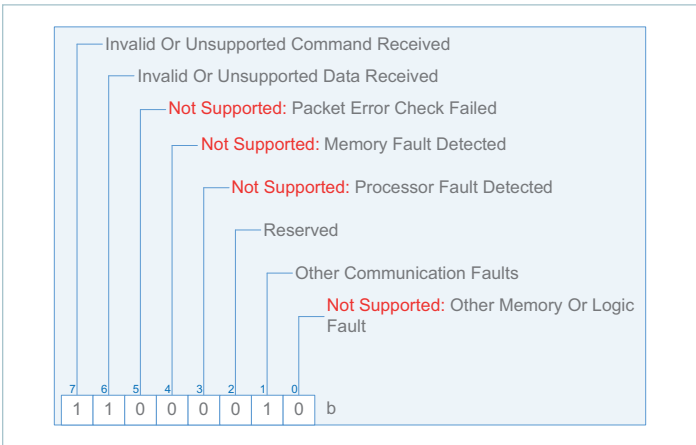 Invalid Or Unsupported Command Received
Invalid Or Unsupported Data Received
Not Supported: Packet Error Check Failed
Not Supported: Memory Fault Detected
Not Supported: Processor Fault Detected
Reserved
Other Communication Faults
Not Supported: Other Memory Or Logic
Fault
7 6 5 4 3 2 1 0
1 1 0 0 0 0 1 0 b